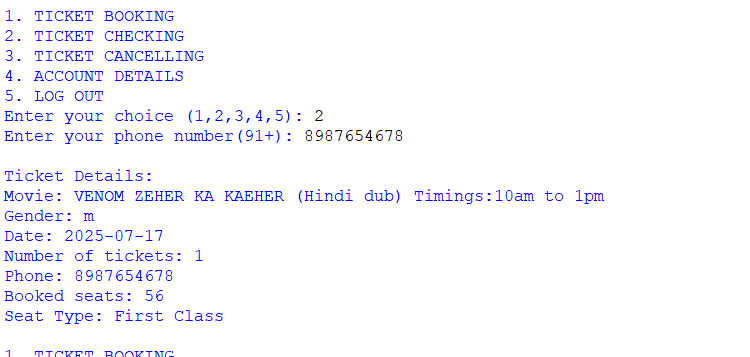 1. TICKET BOOKING
2. TICKET CHECKING
3. TICKET CANCELLING
4. ACCOUNT DETAILS
5. LOG OUT
Enter your choice (1,2,3,4,5): 2
Enter your phone number(91+): 8987654678
Ticket Details:
Movie: VENOM ZEHER KA KAEHER (Hindi dub) Timings:10am to 1pm
Gender: m
Date: 2025-07-17
Number of tickets: 1
Phone: 8987654678
Booked seats: 56
Seat Type: First Class
1. TICKET BOOKING